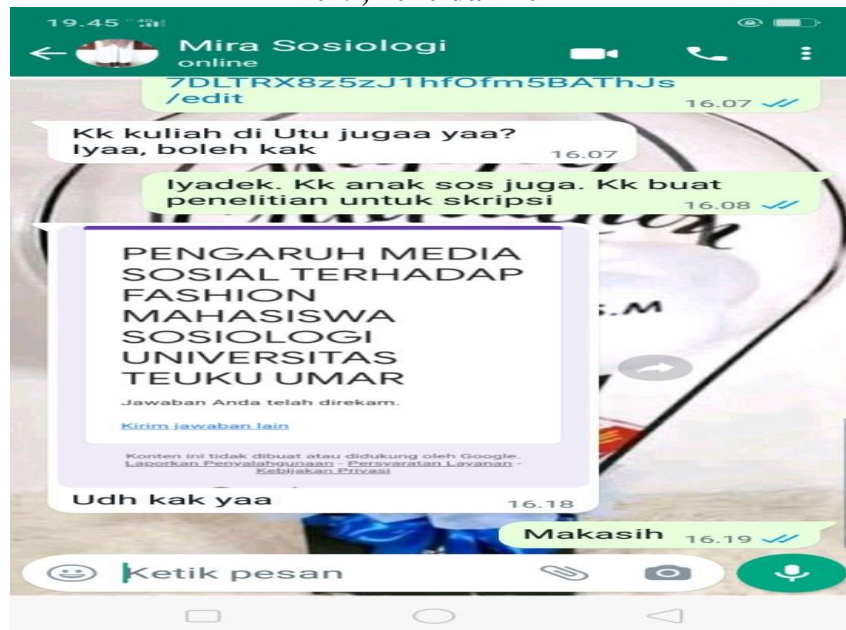 19.45
Mira Sosiologi
online
7DLTRX8z5zJ1hfOfm5BAThJs
/edit
16.07
Kk kuliah di Utu jugaa yaa?
Iyaa, boleh kak
16.07
Iyadek. Kk anak sos juga. Kk buat
penelitian untuk skripsi
16.08
PENGARUH MEDIA
SOSIAL TERHADAP
FASHION
MAHASISWA
SOSIOLOGI
UNIVERSITAS
TEUKU UMAR
Jawaban Anda telah direkam.
Kirim jawaban lain
Konten ini tidak dibuat atau didukung oleh Google.
Laporkan Penyalahgunaan - Persyaratan Layanan -
Kebijakan Privasi
Udh kak yaa
16.18
Makasih
16.19
Ketik pesan
S.M